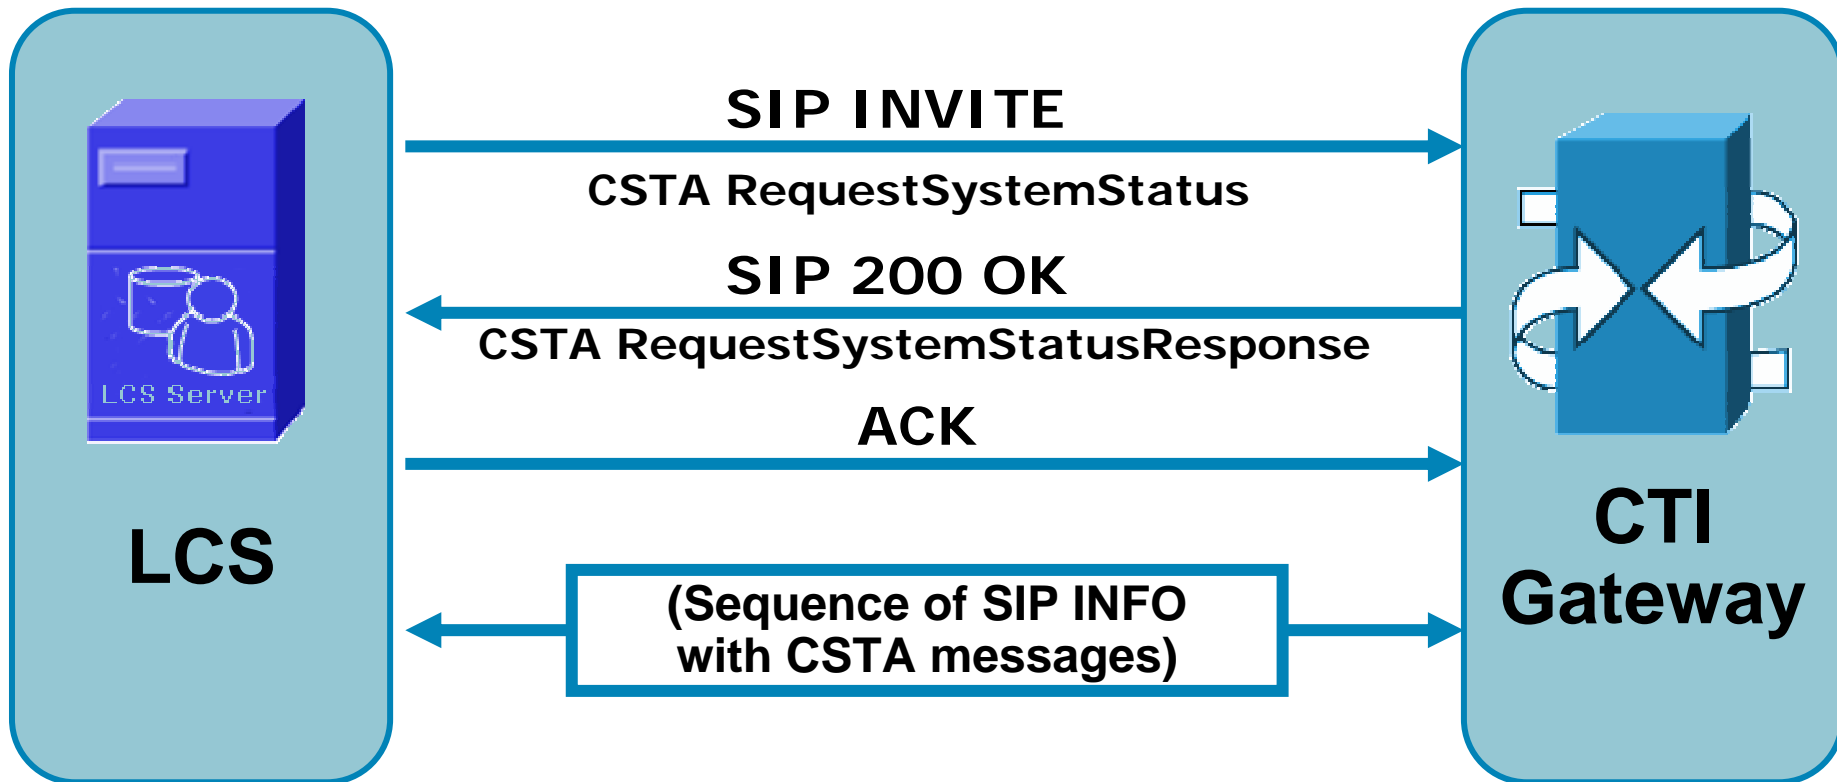 SIP INVITE
CSTA RequestSystemStatus
SIP 200 OK
CSTA RequestSystemStatusResponse
LCS Server
ACK
LCS
CTI
Gateway
(Sequence of SIP INFO
with CSTA messages)